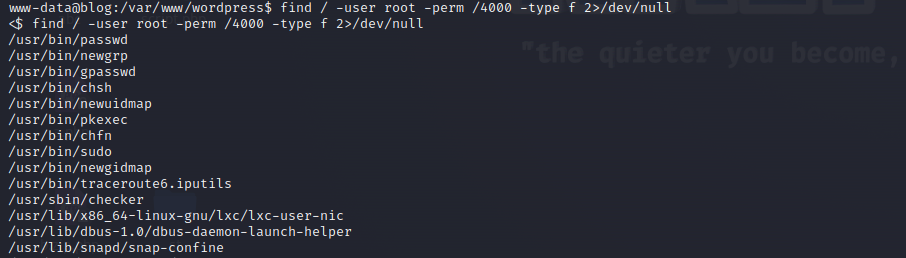 www-data@blog:/var/www/wordpress$ find / -user root -perm /4000 -type f 2>/dev/null
<$ find / -user root -perm /4000 -type f 2>/dev/null
/usr/bin/passwd
"the quieter you become,
/usr/bin/newgrp
/usr/bin/gpasswd
/usr/bin/chsh
/usr/bin/newuidmap
/usr/bin/pkexec
/usr/bin/chfn
/usr/bin/sudo
/usr/bin/newgidmap
/usr/bin/traceroute6.iputils
/usr/sbin/checker
/usr/lib/x86_64-linux-gnu/lxc/lxc-user-nic
/usr/lib/dbus-1.0/dbus-daemon-launch-helper
/usr/lib/snapd/snap-confine